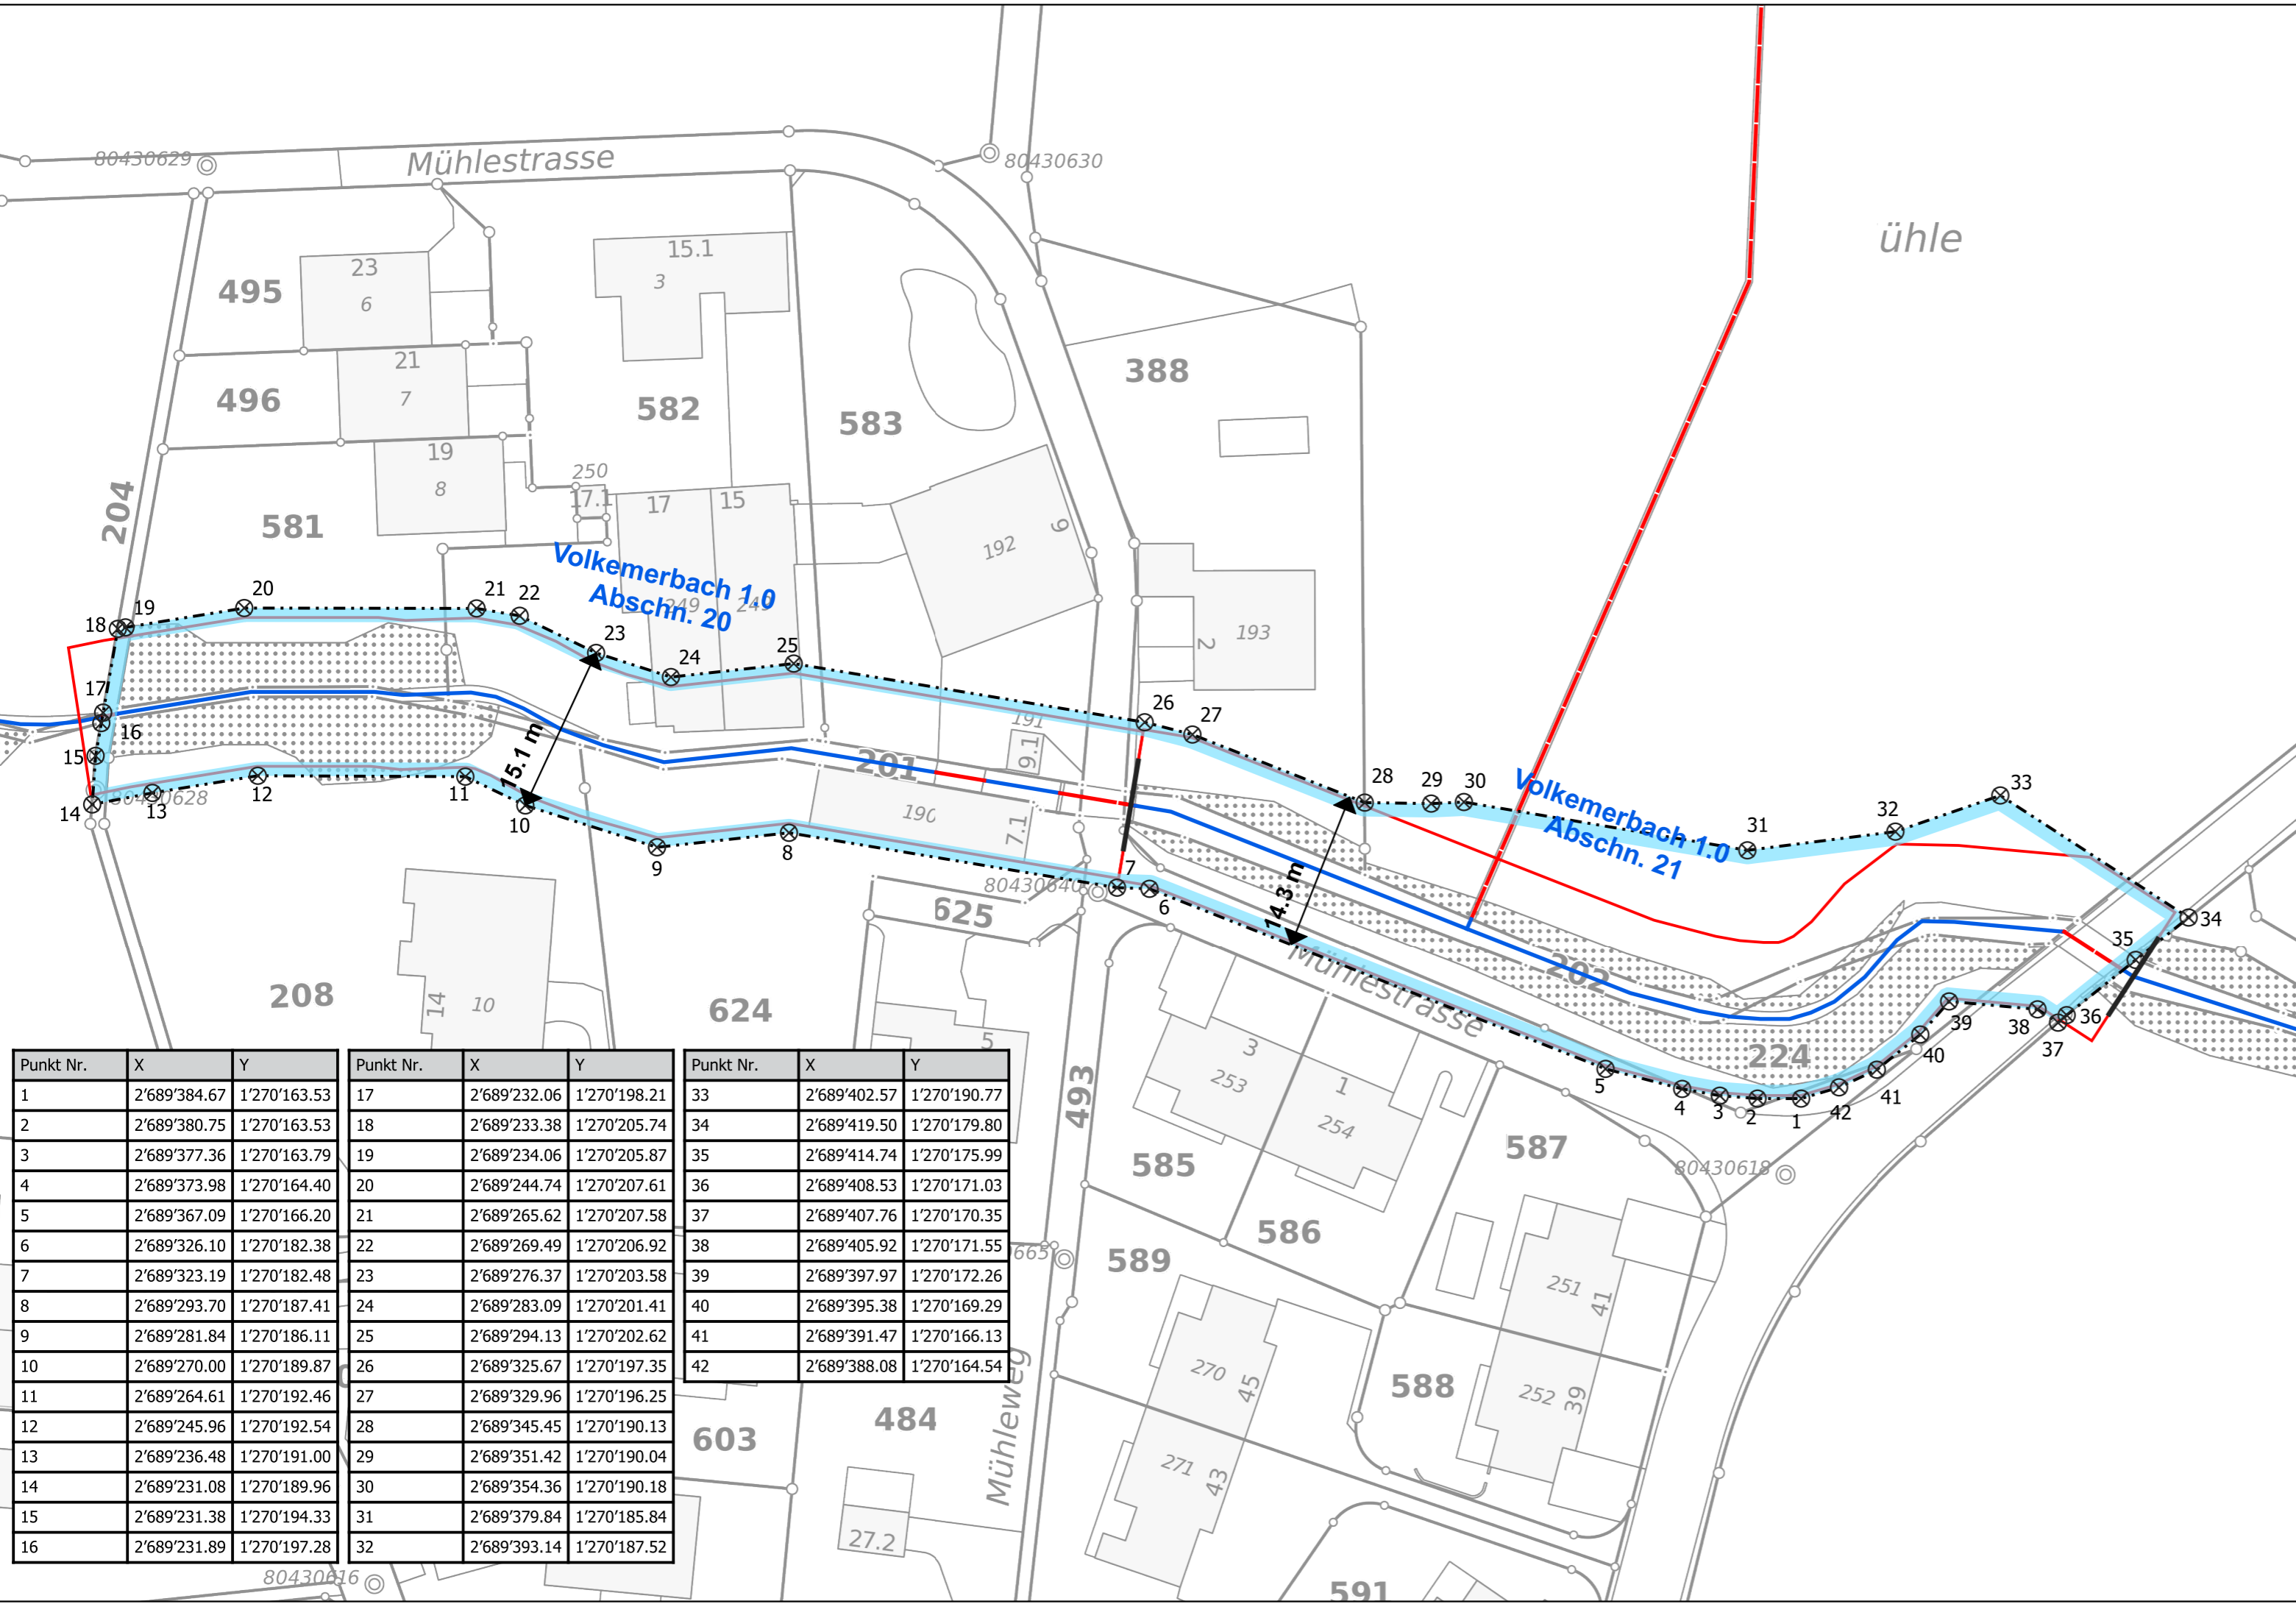 80430629
Mühlestrasse
80430630
ühle
495
23
6
15.1
3
496
21
7
582
583
388
204
19
8
581
250
17.1
17
15
192
9
193
2
Volkemerbach 1.0
Abschn. 20
249
249
18
19
20
21
22
23
24
25
26
27
28
29
30
31
32
33
34
35
36
37
38
39
40
41
42
1
2
3
4
5
6
7
8
9
10
11
12
13
14
15
16
17
15.1 m
14.3 m
Volkemerbach 1.0
Abschn. 21
80430628
201
191
9.1
190
7.1
80430640
625
202
Mühlestrasse
224
208
14
10
624
5
493
3
253
1
254
585
586
587
80430618
589
251
41
252
39
588
270
45
271
43
591
603
484
Mühleweg
27.2
665
80430616
Punkt Nr. X Y
1 2’689’384.67 1’270’163.53
2 2’689’380.75 1’270’163.53
3 2’689’377.36 1’270’163.79
4 2’689’373.98 1’270’164.40
5 2’689’367.09 1’270’166.20
6 2’689’326.10 1’270’182.38
7 2’689’323.19 1’270’182.48
8 2’689’293.70 1’270’187.41
9 2’689’281.84 1’270’186.11
10 2’689’270.00 1’270’189.87
11 2’689’264.61 1’270’192.46
12 2’689’245.96 1’270’192.54
13 2’689’236.48 1’270’191.00
14 2’689’231.08 1’270’189.96
15 2’689’231.38 1’270’194.33
16 2’689’231.89 1’270’197.28
Punkt Nr. X Y
17 2’689’232.06 1’270’198.21
18 2’689’233.38 1’270’205.74
19 2’689’234.06 1’270’205.87
20 2’689’244.74 1’270’207.61
21 2’689’265.62 1’270’207.58
22 2’689’269.49 1’270’206.92
23 2’689’276.37 1’270’203.58
24 2’689’283.09 1’270’201.41
25 2’689’294.13 1’270’202.62
26 2’689’325.67 1’270’197.35
27 2’689’329.96 1’270’196.25
28 2’689’345.45 1’270’190.13
29 2’689’351.42 1’270’190.04
30 2’689’354.36 1’270’190.18
31 2’689’379.84 1’270’185.84
32 2’689’393.14 1’270’187.52
Punkt Nr. X Y
33 2’689’402.57 1’270’190.77
34 2’689’419.50 1’270’179.80
35 2’689’414.74 1’270’175.99
36 2’689’408.53 1’270’171.03
37 2’689’407.76 1’270’170.35
38 2’689’405.92 1’270’171.55
39 2’689’397.97 1’270’172.26
40 2’689’395.38 1’270’169.29
41 2’689’391.47 1’270’166.13
42 2’689’388.08 1’270’164.54